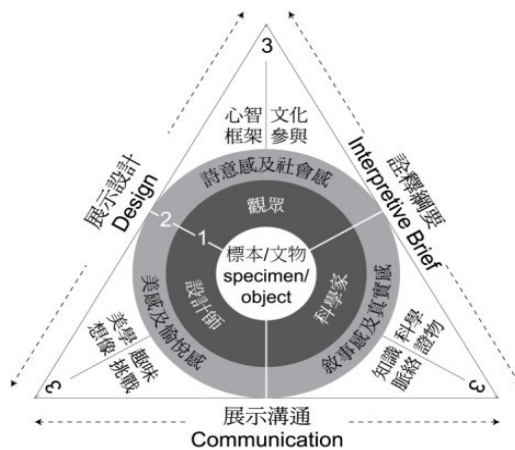 3
心智 文化
框架 參與
詩意感及社會感
觀眾
展示設計
Design
詮釋綱要
Interpretive Brief
2
1
標本/文物
specimen/
object
設計師
科學家
美感及愉悅感
敘事感及真實感
美學 趣味
想像 挑戰
科學 證物
知識 脈絡
3
3
展示溝通
Communication